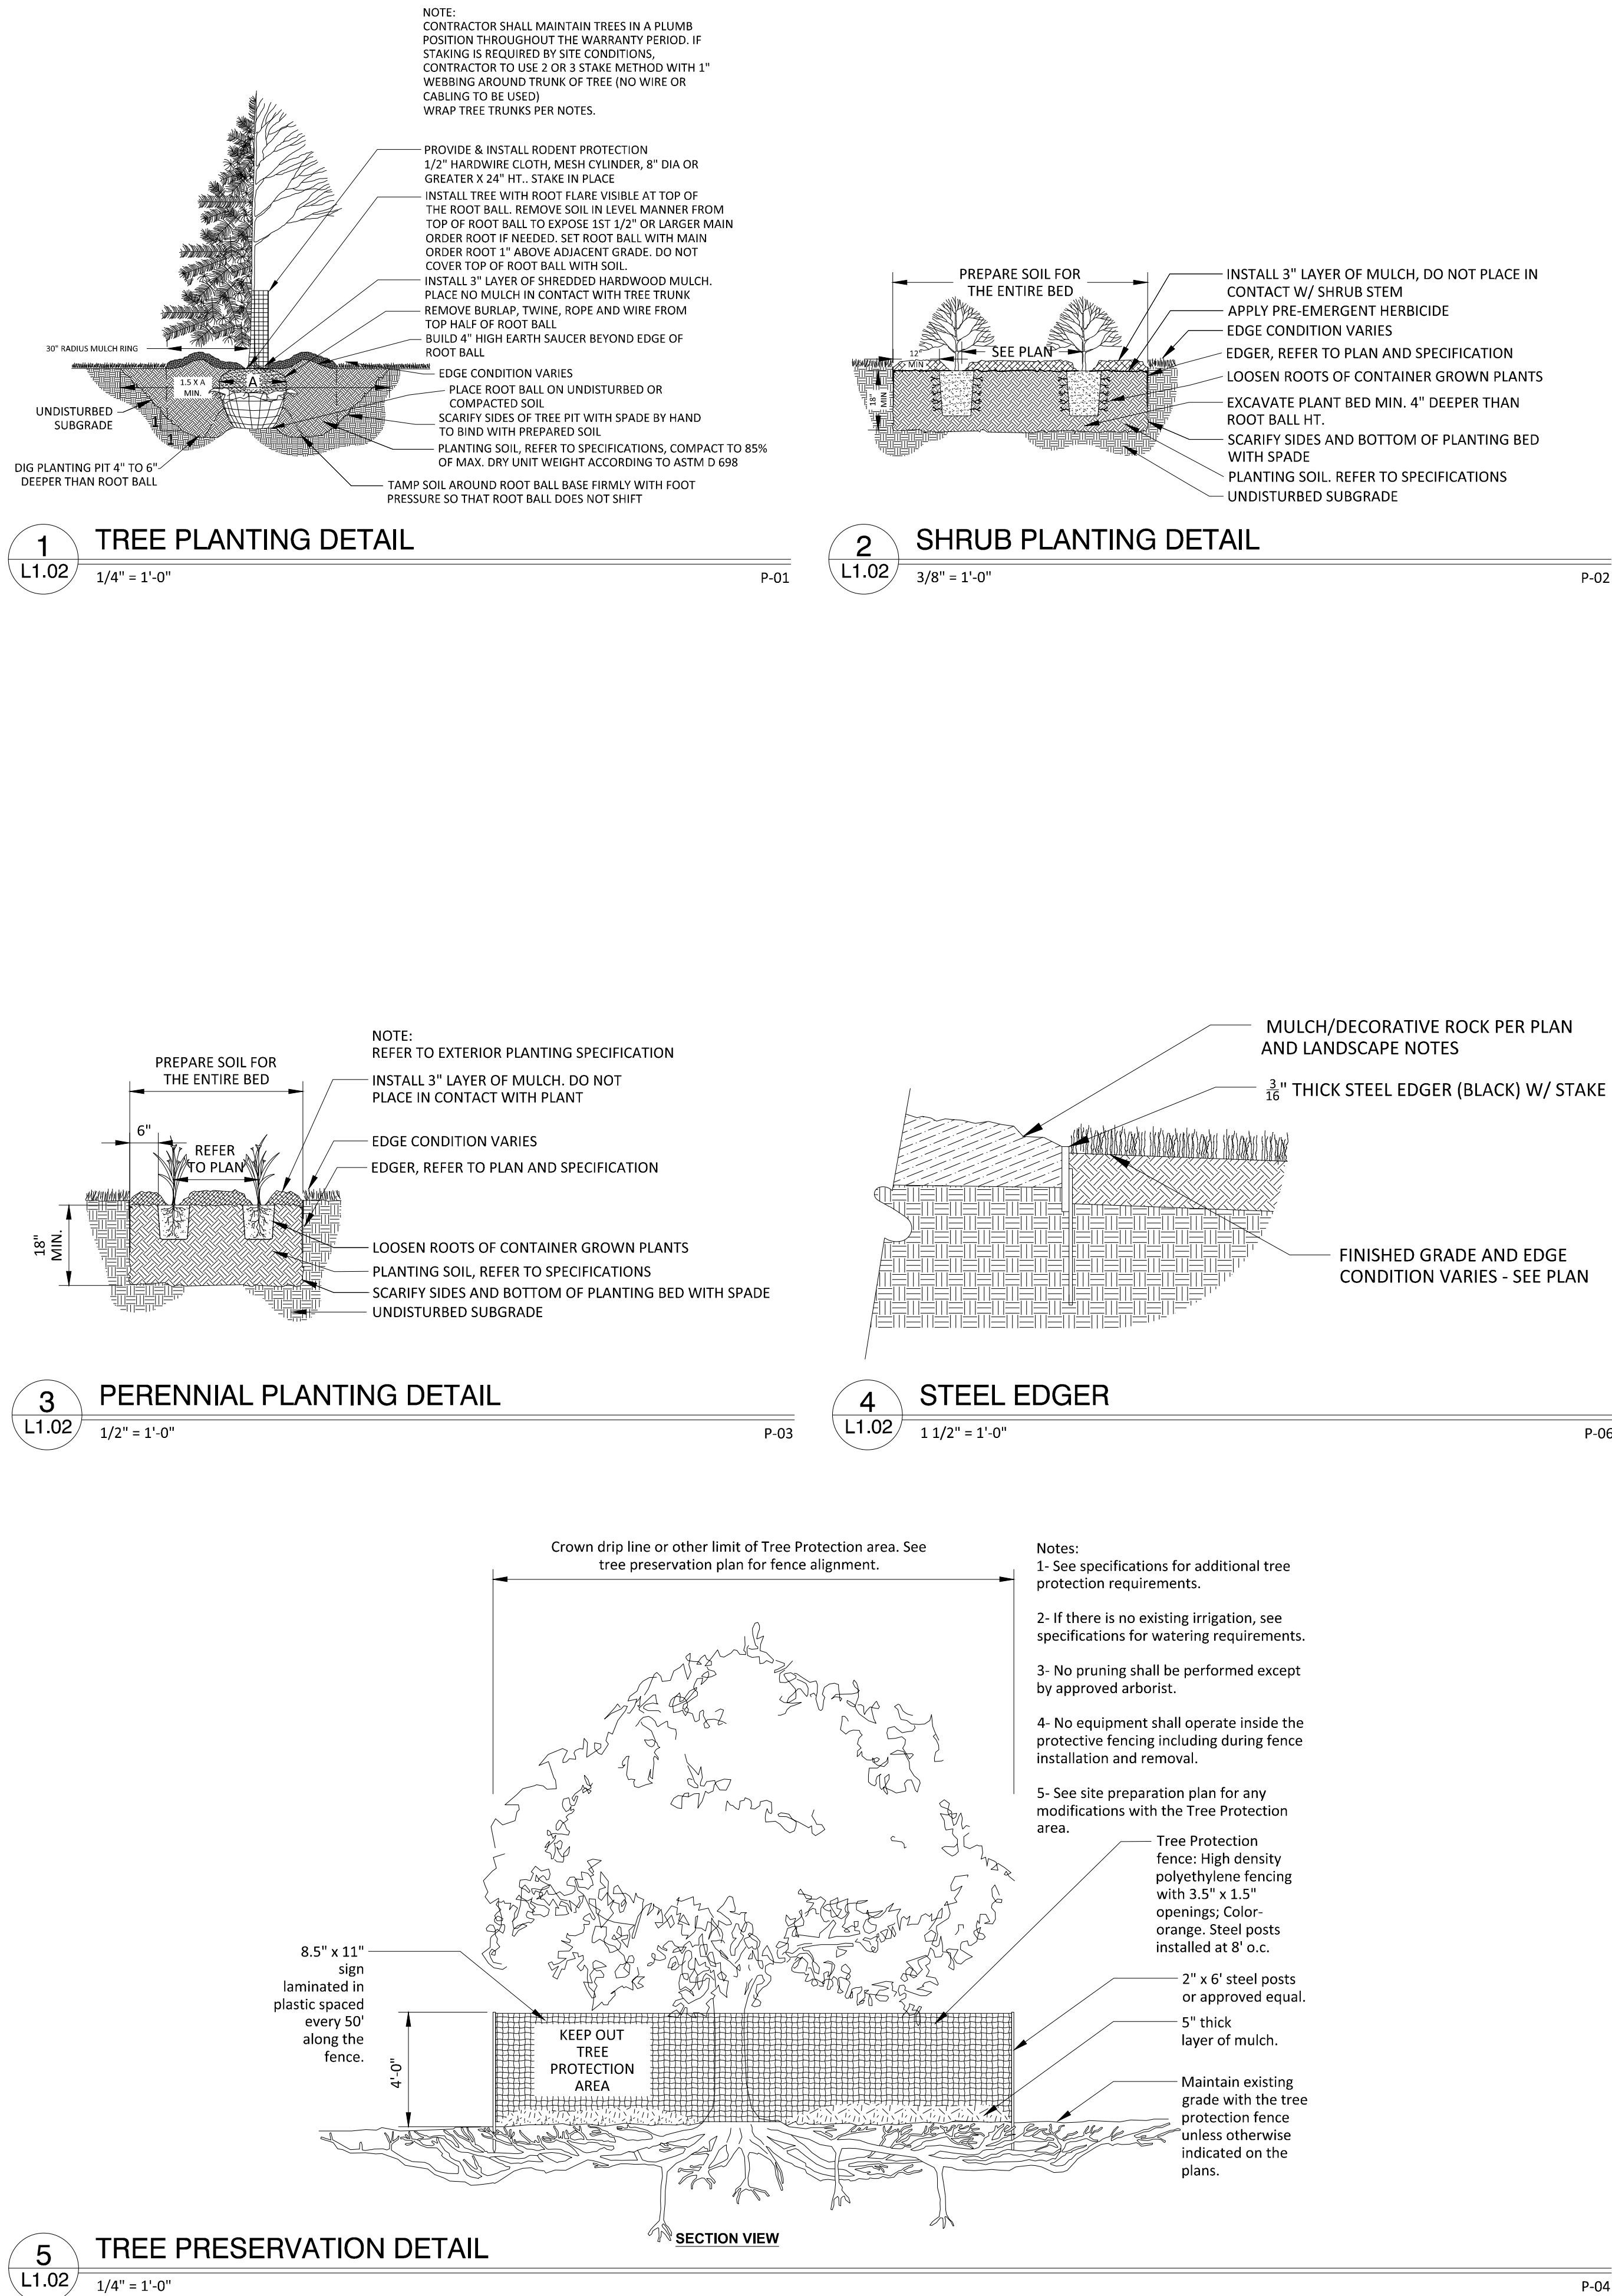 NOTE:
CONTRACTOR SHALL MAINTAIN TREES IN A PLUMB
POSITION THROUGHOUT THE WARRANTY PERIOD. IF
STAKING IS REQUIRED BY SITE CONDITIONS,
CONTRACTOR TO USE 2 OR 3 STAKE METHOD WITH 1"
WEBBING AROUND TRUNK OF TREE (NO WIRE OR
CABLING TO BE USED)
WRAP TREE TRUNKS PER NOTES.
PROVIDE & INSTALL RODENT PROTECTION
1/2" HARDWIRE CLOTH, MESH CYLINDER, 8" DIA OR
GREATER X 24" HT.. STAKE IN PLACE
INSTALL TREE WITH ROOT FLARE VISIBLE AT TOP OF
THE ROOT BALL. REMOVE SOIL IN LEVEL MANNER FROM
TOP OF ROOT BALL TO EXPOSE 1ST 1/2" OR LARGER MAIN
ORDER ROOT IF NEEDED. SET ROOT BALL WITH MAIN
ORDER ROOT 1" ABOVE ADJACENT GRADE. DO NOT
COVER TOP OF ROOT BALL WITH SOIL.
INSTALL 3" LAYER OF SHREDDED HARDWOOD MULCH.
PLACE NO MULCH IN CONTACT WITH TREE TRUNK
REMOVE BURLAP, TWINE, ROPE AND WIRE FROM
TOP HALF OF ROOT BALL
BUILD 4" HIGH EARTH SAUCER BEYOND EDGE OF
ROOT BALL
EDGE CONDITION VARIES
PLACE ROOT BALL ON UNDISTURBED OR
COMPACTED SOIL
SCARIFY SIDES OF TREE PIT WITH SPADE BY HAND
TO BIND WITH PREPARED SOIL
PLANTING SOIL, REFER TO SPECIFICATIONS, COMPACT TO 85%
OF MAX. DRY UNIT WEIGHT ACCORDING TO ASTM D 698
TAMP SOIL AROUND ROOT BALL BASE FIRMLY WITH FOOT
PRESSURE SO THAT ROOT BALL DOES NOT SHIFT
30" RADIUS MULCH RING
1.5 X A
MIN.
A
UNDISTURBED
SUBGRADE
1
1
DIG PLANTING PIT 4" TO 6"
DEEPER THAN ROOT BALL
1
L1.02
TREE PLANTING DETAIL
1/4" = 1'-0"
P-01
PREPARE SOIL FOR
THE ENTIRE BED
12"
MIN
SEE PLAN
18"
MIN
INSTALL 3" LAYER OF MULCH, DO NOT PLACE IN
CONTACT W/ SHRUB STEM
APPLY PRE-EMERGENT HERBICIDE
EDGE CONDITION VARIES
EDGER, REFER TO PLAN AND SPECIFICATION
LOOSEN ROOTS OF CONTAINER GROWN PLANTS
EXCAVATE PLANT BED MIN. 4" DEEPER THAN
ROOT BALL HT.
SCARIFY SIDES AND BOTTOM OF PLANTING BED
WITH SPADE
PLANTING SOIL. REFER TO SPECIFICATIONS
UNDISTURBED SUBGRADE
2
L1.02
SHRUB PLANTING DETAIL
3/8" = 1'-0"
P-02
NOTE:
REFER TO EXTERIOR PLANTING SPECIFICATION
PREPARE SOIL FOR
THE ENTIRE BED
6"
REFER
TO PLAN
18"
MIN.
INSTALL 3" LAYER OF MULCH. DO NOT
PLACE IN CONTACT WITH PLANT
EDGE CONDITION VARIES
EDGER, REFER TO PLAN AND SPECIFICATION
LOOSEN ROOTS OF CONTAINER GROWN PLANTS
PLANTING SOIL, REFER TO SPECIFICATIONS
SCARIFY SIDES AND BOTTOM OF PLANTING BED WITH SPADE
UNDISTURBED SUBGRADE
3
L1.02
PERENNIAL PLANTING DETAIL
1/2" = 1'-0"
P-03
MULCH/DECORATIVE ROCK PER PLAN
AND LANDSCAPE NOTES
3/16" THICK STEEL EDGER (BLACK) W/ STAKE
FINISHED GRADE AND EDGE
CONDITION VARIES - SEE PLAN
4
L1.02
STEEL EDGER
1 1/2" = 1'-0"
P-06
Crown drip line or other limit of Tree Protection area. See
tree preservation plan for fence alignment.
Notes:
1- See specifications for additional tree
protection requirements.
2- If there is no existing irrigation, see
specifications for watering requirements.
3- No pruning shall be performed except
by approved arborist.
4- No equipment shall operate inside the
protective fencing including during fence
installation and removal.
5- See site preparation plan for any
modifications with the Tree Protection
area.
Tree Protection
fence: High density
polyethylene fencing
with 3.5" x 1.5"
openings; Color-
orange. Steel posts
installed at 8' o.c.
2" x 6' steel posts
or approved equal.
5" thick
layer of mulch.
Maintain existing
grade with the tree
protection fence
unless otherwise
indicated on the
plans.
8.5" x 11"
sign
laminated in
plastic spaced
every 50'
along the
fence.
4'-0"
KEEP OUT
TREE
PROTECTION
AREA
SECTION VIEW
5
L1.02
TREE PRESERVATION DETAIL
1/4" = 1'-0"
P-04